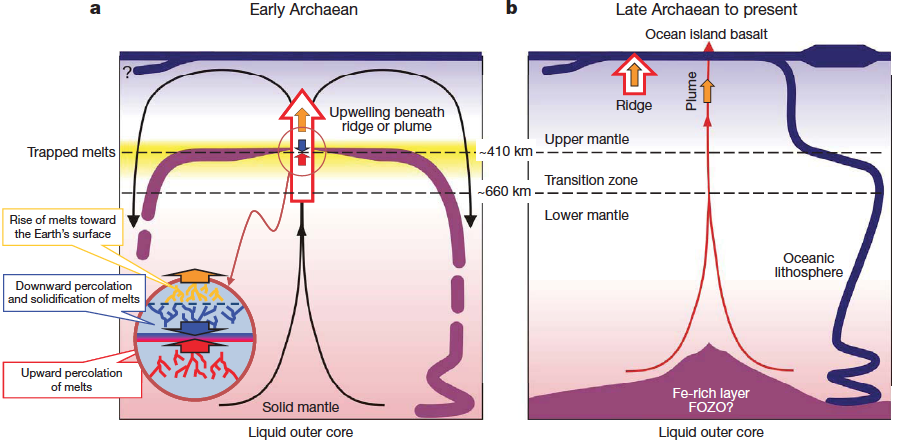 a
Early Archaean
?
Upwelling beneath
ridge or plume
Trapped melts
Rise of melts toward
the Earth's surface
Downward percolation
and solidification of melts
Upward percolation
of melts
Solid mantle
Liquid outer core
~410 km
~660 km
b
Late Archaean to present
Ocean island basalt
Ridge
Plume
Upper mantle
Transition zone
Lower mantle
Oceanic
lithosphere
Fe-rich layer
FOZO?
Liquid outer core